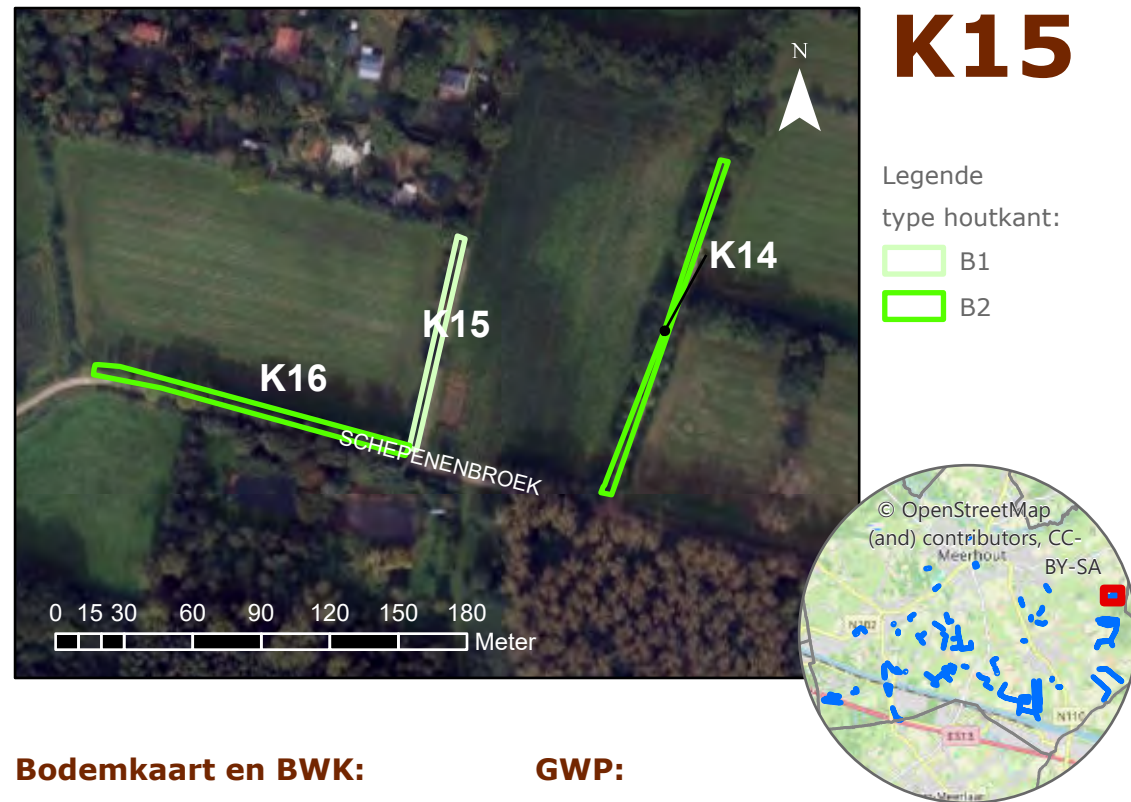 K15
N
Legende
type houtkant:
B1
B2
K14
K15
K16
SCHEPENENBROEK
0 15 30 60 90 120 150 180
Meter
© OpenStreetMap
(and) contributors, CC-
BY-SA
Meerhout
N102
N110
E313
Bodemkaart en BWK:
GWP: